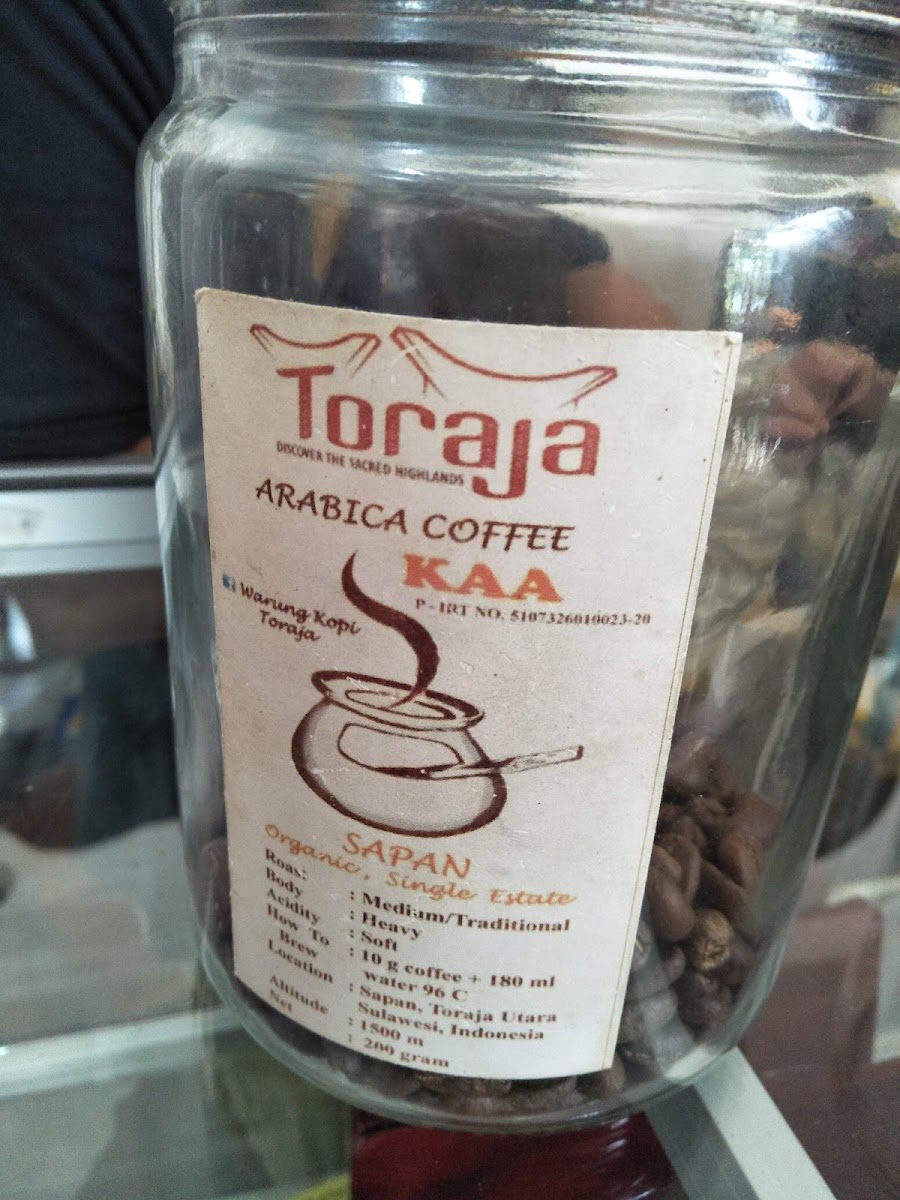 Toraja
DISCOVER THE SACRED HIGHLANDS
ARABICA COFFEE
KAA
P - IRT NO. 5107326010023-20
Warung Kopi
Toraja
SAPAN
Organic, Single Estate
Roas: : Medium/Traditional
Body : Heavy
Acidity : Soft
How To : 10 g coffee + 180 ml
Brew water 96 C
Location : Sapan, Toraja Utara
Sulawesi, Indonesia
Altitude : 1500 m
Net : 200 gram